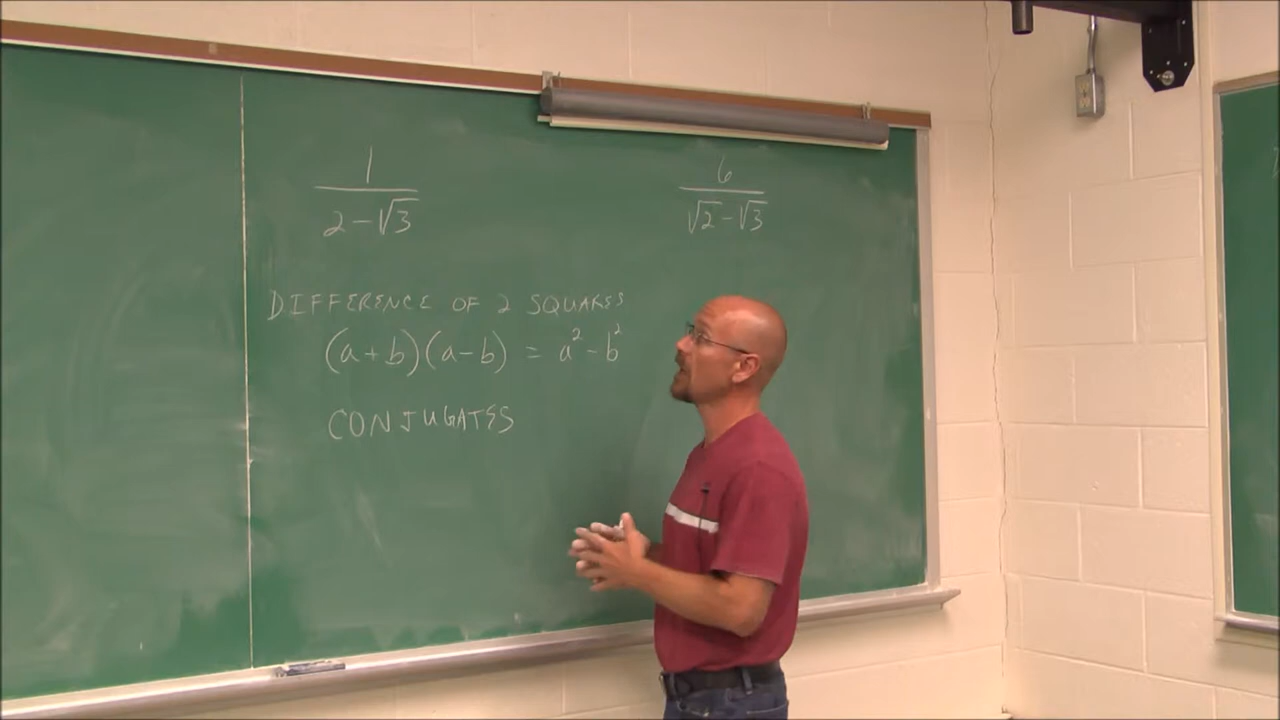 1/(2-√3)
6/(√2-√3)
DIFFERENCE OF 2 SQUARES
(a+b)(a-b) = a²-b²
CONJUGATES